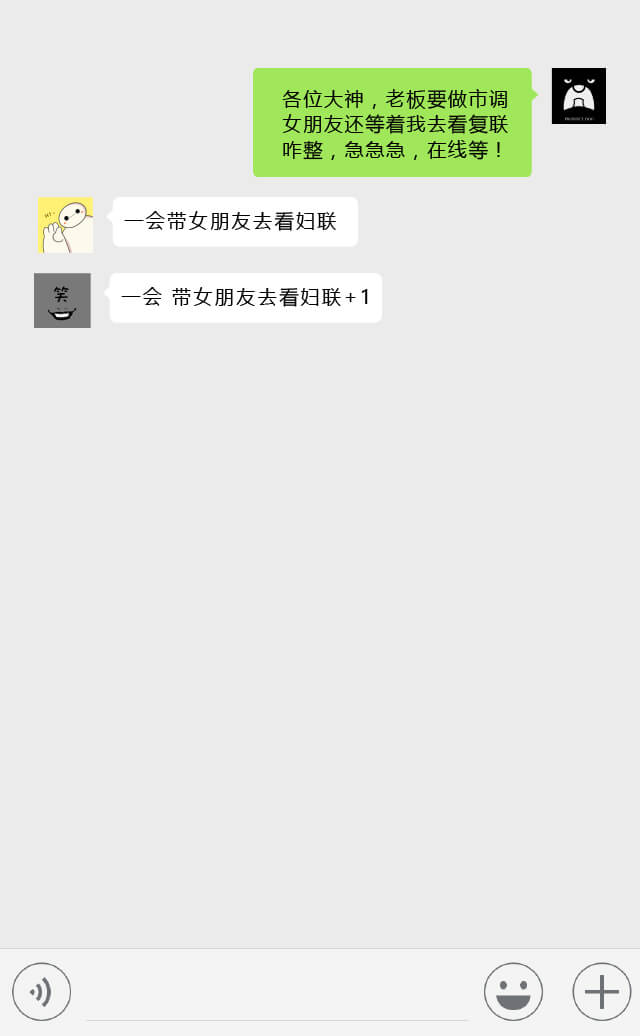 各位大神，老板要做市调
女朋友还等着我去看复联
咋整，急急急，在线等！
一会带女朋友去看妇联
笑
一会 带女朋友去看妇联+1